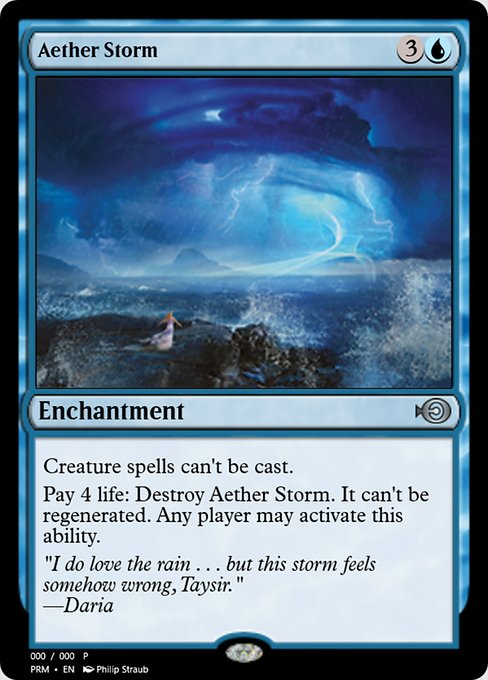 Aether Storm 3
Enchantment
Creature spells can't be cast.
Pay 4 life: Destroy Aether Storm. It can't be
regenerated. Any player may activate this
ability.
"I do love the rain . . . but this storm feels
somehow wrong, Taysir."
—Daria
000 / 000 P
PRM • EN Philip Straub